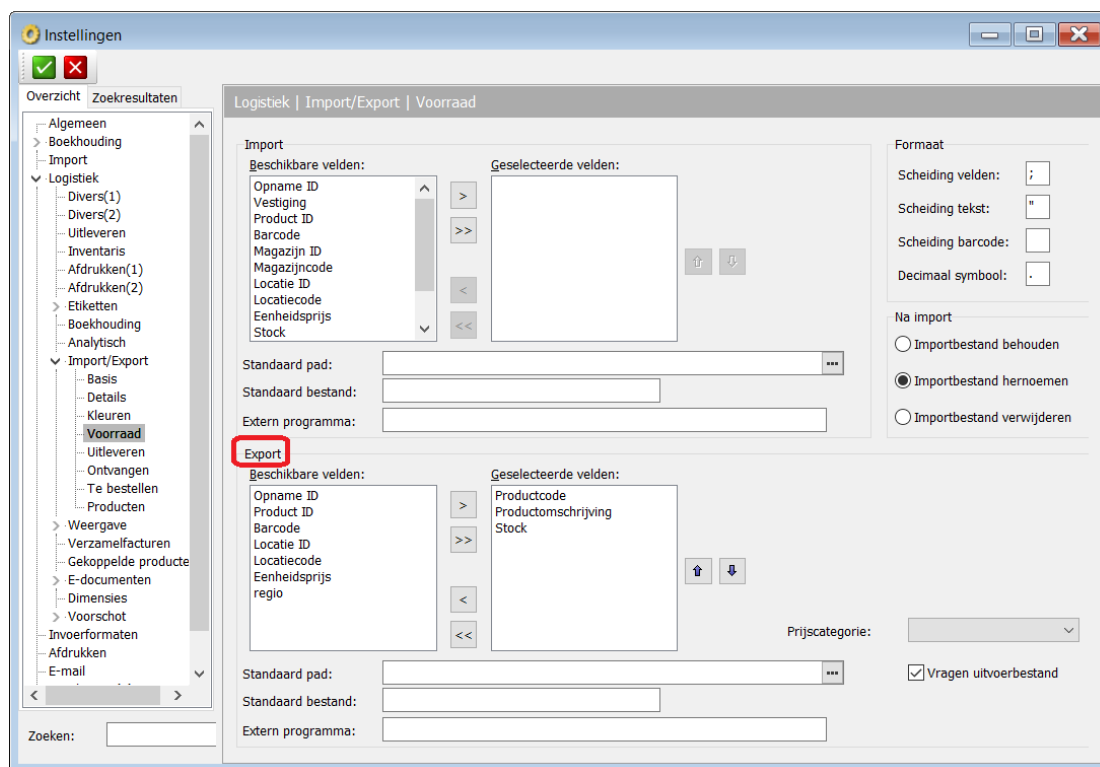 Instellingen
Overzicht Zoekresultaten
Algemeen
Boekhouding
Import
Logistiek
Divers(1)
Divers(2)
Uitleveren
Inventaris
Afdrukken(1)
Afdrukken(2)
Etiketten
Boekhouding
Analytisch
Import/Export
Basis
Details
Kleuren
Voorraad
Uitleveren
Ontvangen
Te bestellen
Producten
Weergave
Verzamelfacturen
Gekoppelde producte
E-documenten
Dimensies
Voorschot
Invoerformaten
Afdrukken
E-mail
Zoeken:
Logistiek | Import/Export | Voorraad
Import
Beschikbare velden: Geselecteerde velden:
Opname ID
Vestiging
Product ID
Barcode
Magazijn ID
Magazijncode
Locatie ID
Locatiecode
Eenheidsprijs
Stock
>
>>
<
<<
Standaard pad: ...
Standaard bestand:
Extern programma:
Formaat
Scheiding velden: ;
Scheiding tekst: "
Scheiding barcode:
Decimaal symbool: .
Na import
Importbestand behouden
Importbestand hernoemen
Importbestand verwijderen
Export
Beschikbare velden: Geselecteerde velden:
Opname ID
Product ID
Barcode
Locatie ID
Locatiecode
Eenheidsprijs
regio
>
>>
<
<<
Productcode
Productomschrijving
Stock
Prijscategorie:
Standaard pad: ...
Vragen uitvoerbestand
Standaard bestand:
Extern programma: